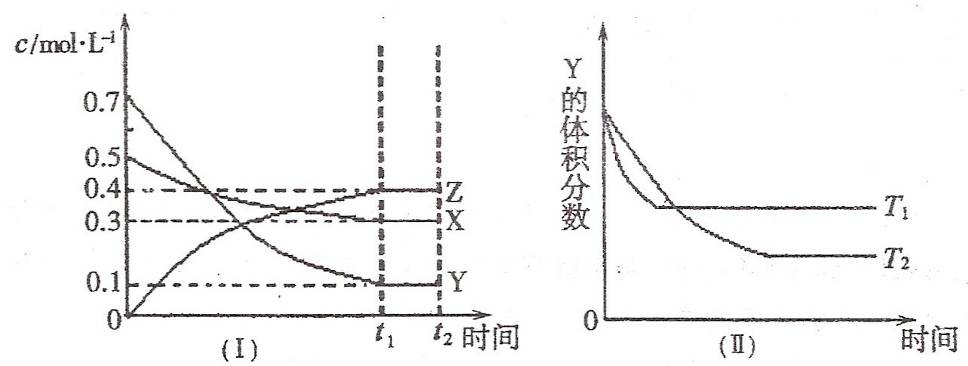 c/mol·L⁻¹
0.7
0.5
0.4
0.3
0.1
0
Z
X
Y
t₁
t₂
时间
(Ⅰ)
Y的体积分数
T₁
T₂
0
时间
(Ⅱ)